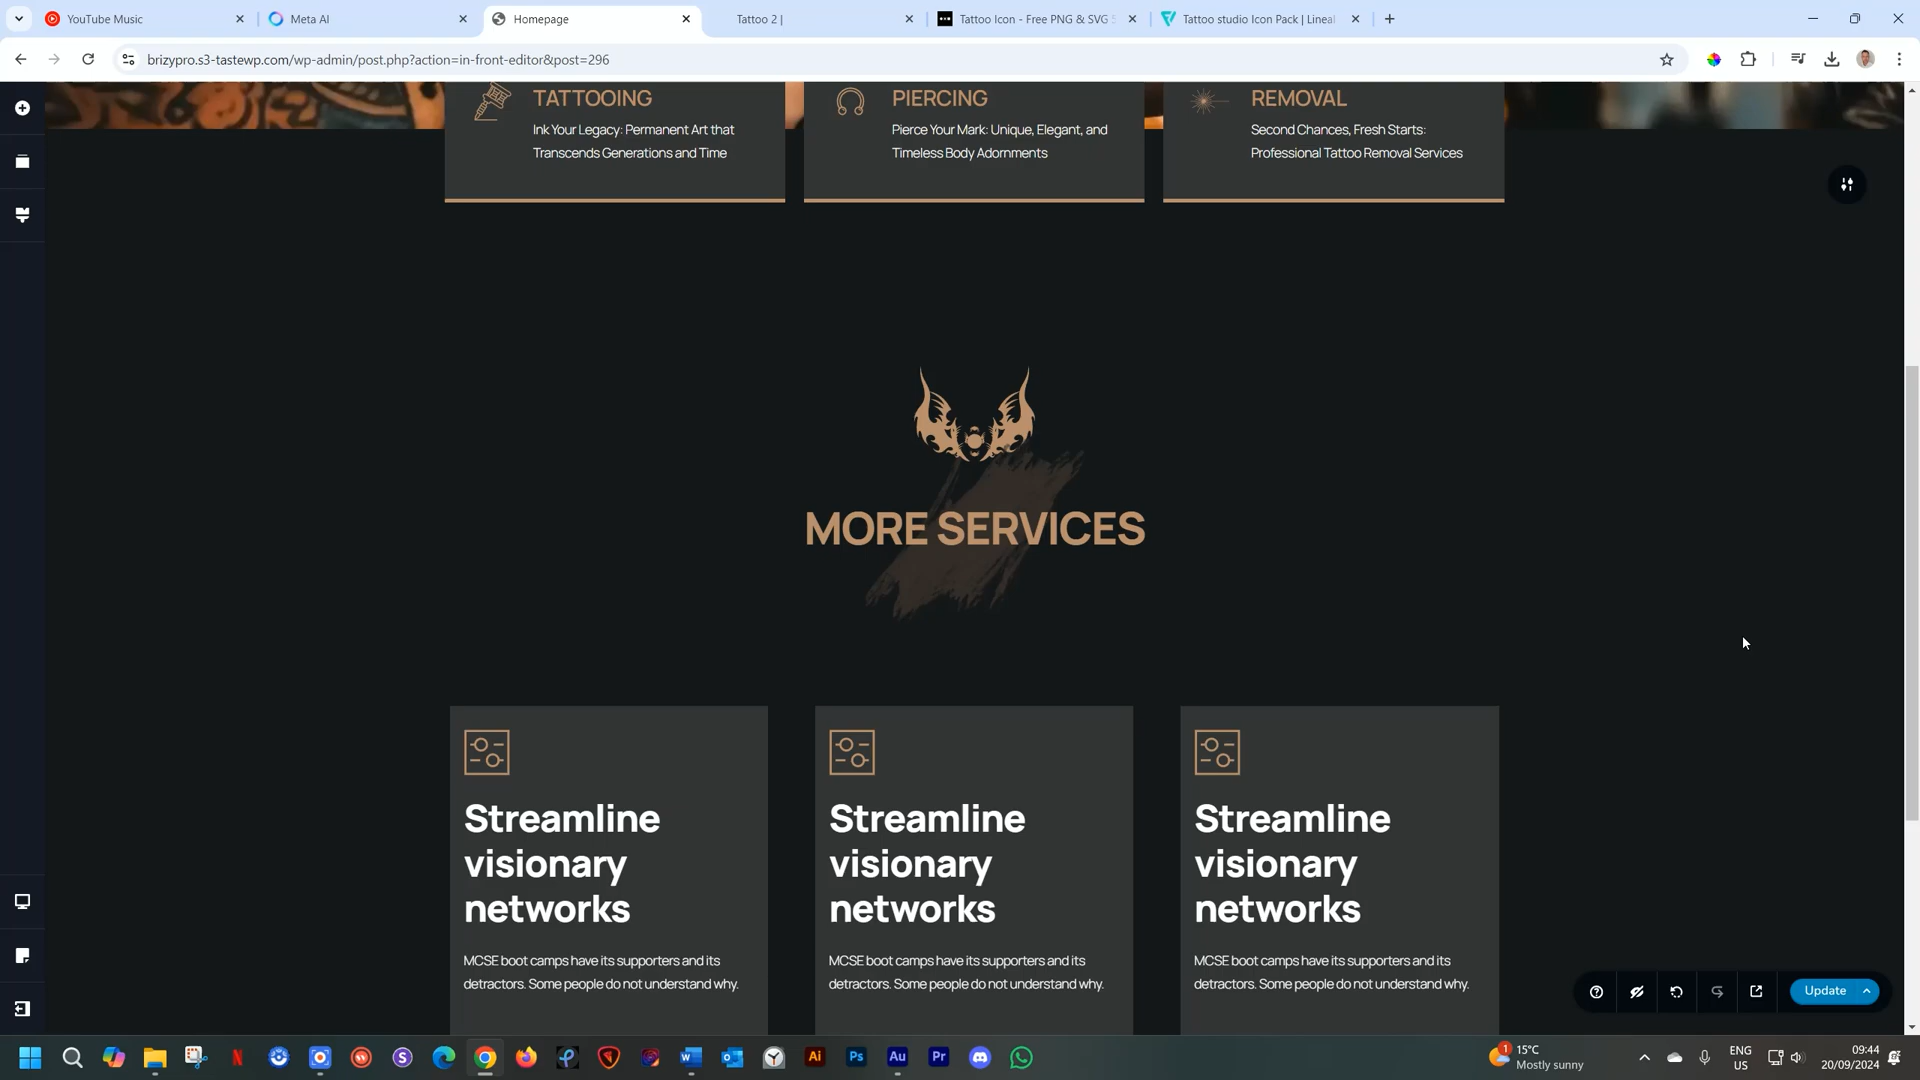 YouTube Music
Meta AI
Homepage
Tattoo 2 |
Tattoo Icon - Free PNG & SVG
Tattoo studio Icon Pack | Lineal
brizypro.s3-tastewp.com/wp-admin/post.php?action=in-front-editor&post=296
TATTOOING
Ink Your Legacy: Permanent Art that
Transcends Generations and Time
PIERCING
Pierce Your Mark: Unique, Elegant, and
Timeless Body Adornments
REMOVAL
Second Chances, Fresh Starts:
Professional Tattoo Removal Services
MORE SERVICES
Streamline
visionary
networks
MCSE boot camps have its supporters and its
detractors. Some people do not understand why.
Streamline
visionary
networks
MCSE boot camps have its supporters and its
detractors. Some people do not understand why.
Streamline
visionary
networks
MCSE boot camps have its supporters and its
detractors. Some people do not understand why.
Update
N
S
Ai
Ps
Au
Pr
1
15°C
Mostly sunny
ENG
US
09:44
20/09/2024